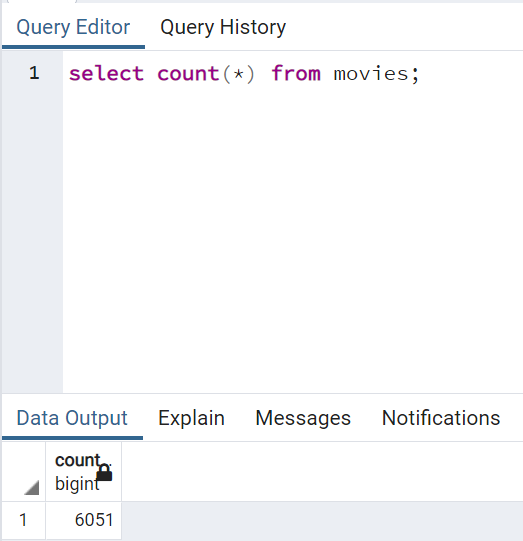 Query Editor Query History
1 select count(*) from movies;
Data Output Explain Messages Notifications
count
bigint
1 6051